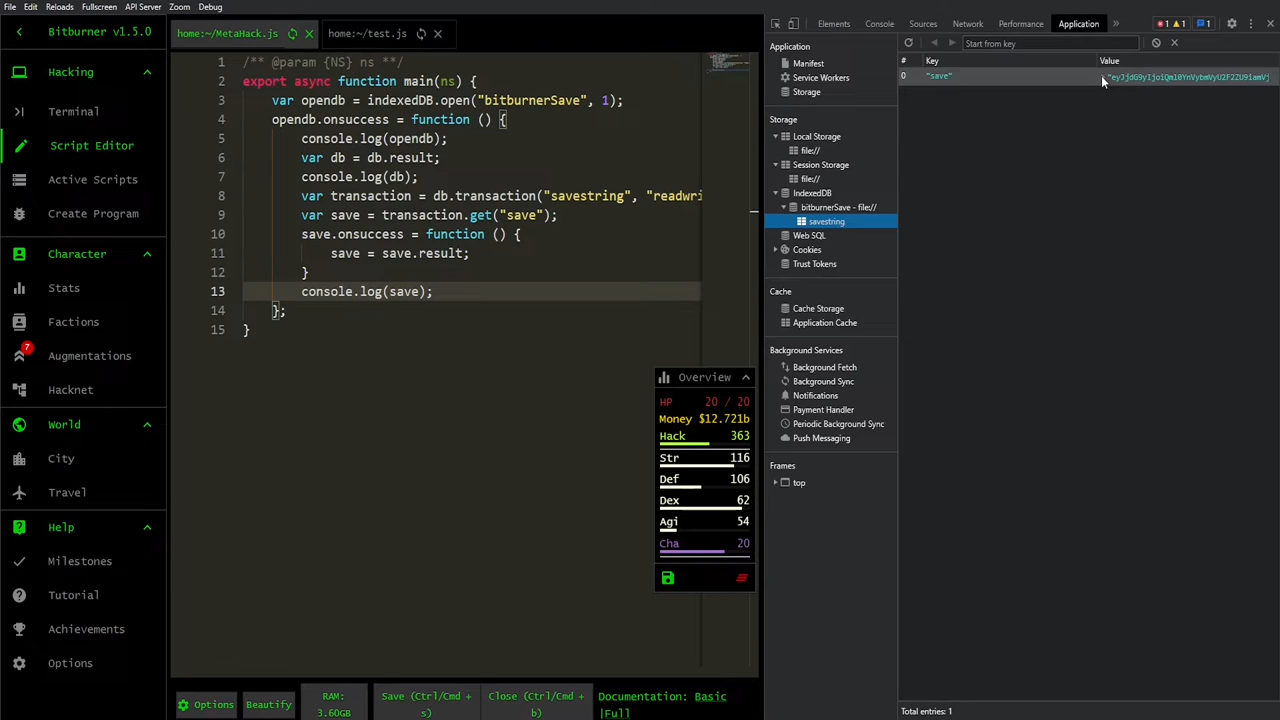 File Edit Reloads Fullscreen API Server Zoom Debug
Bitburner v1.5.0
Hacking
Terminal
Script Editor
Active Scripts
Create Program
Character
Stats
Factions
7
Augmentations
Hacknet
World
City
Travel
Help
Milestones
Tutorial
Achievements
Options
home:~/MetaHack.js
home:~/test.js
1 /** @param {NS} ns **/
2 export async function main(ns) {
3 var opendb = indexedDB.open("bitburnerSave", 1);
4 opendb.onsuccess = function () {
5 console.log(opendb);
6 var db = db.result;
7 console.log(db);
8 var transaction = db.transaction("savestring", "readwri
9 var save = transaction.get("save");
10 save.onsuccess = function () {
11 save = save.result;
12 }
13 console.log(save);
14 };
15 }
Overview
HP 20 / 20
Money $12.721b
Hack 363
Str 116
Def 106
Dex 62
Agi 54
Cha 20
Options
Beautify
RAM:
3.60GB
Save (Ctrl/Cmd +
s)
Close (Ctrl/Cmd +
b)
Documentation: Basic
|Full
Elements Console Sources Network Performance Application » 1 1 1
Application
Manifest
Service Workers
Storage
Storage
Local Storage
file://
Session Storage
file://
IndexedDB
bitburnerSave - file://
savestring
Web SQL
Cookies
Trust Tokens
Cache
Cache Storage
Application Cache
Background Services
Background Fetch
Background Sync
Notifications
Payment Handler
Periodic Background Sync
Push Messaging
Frames
top
Start from key
# Key Value
0 "save"
Total entries: 1